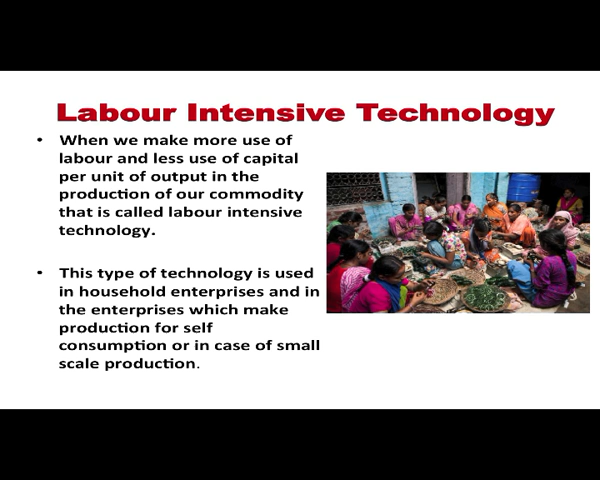 Labour Intensive Technology
• When we make more use of
labour and less use of capital
per unit of output in the
production of our commodity
that is called labour intensive
technology.
• This type of technology is used
in household enterprises and in
the enterprises which make
production for self
consumption or in case of small
scale production.